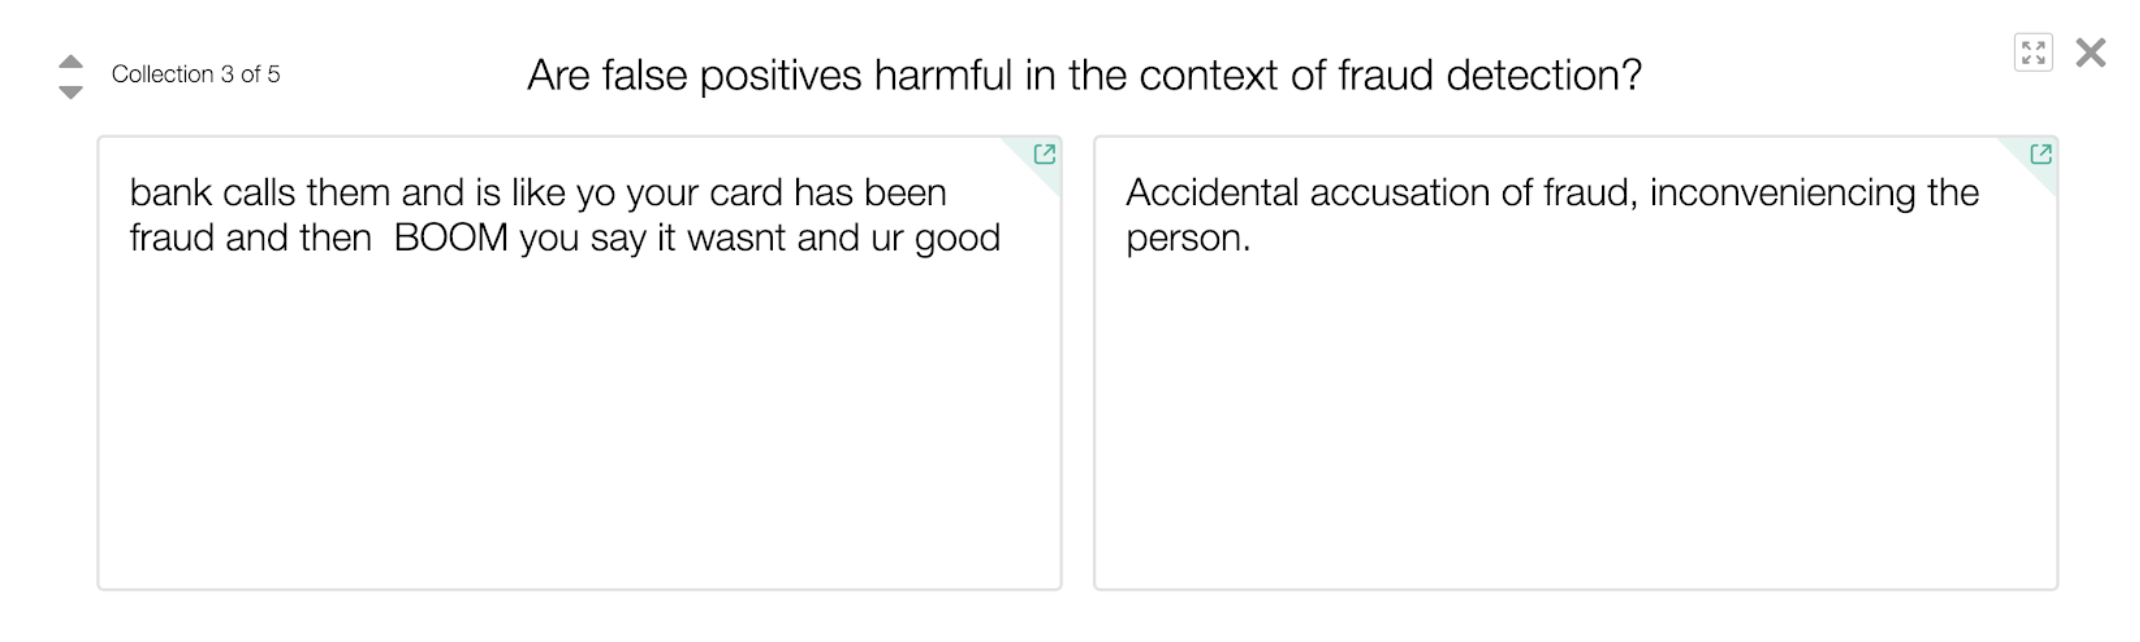 Collection 3 of 5
Are false positives harmful in the context of fraud detection?
bank calls them and is like yo your card has been
fraud and then  BOOM you say it wasnt and ur good
Accidental accusation of fraud, inconveniencing the
person.